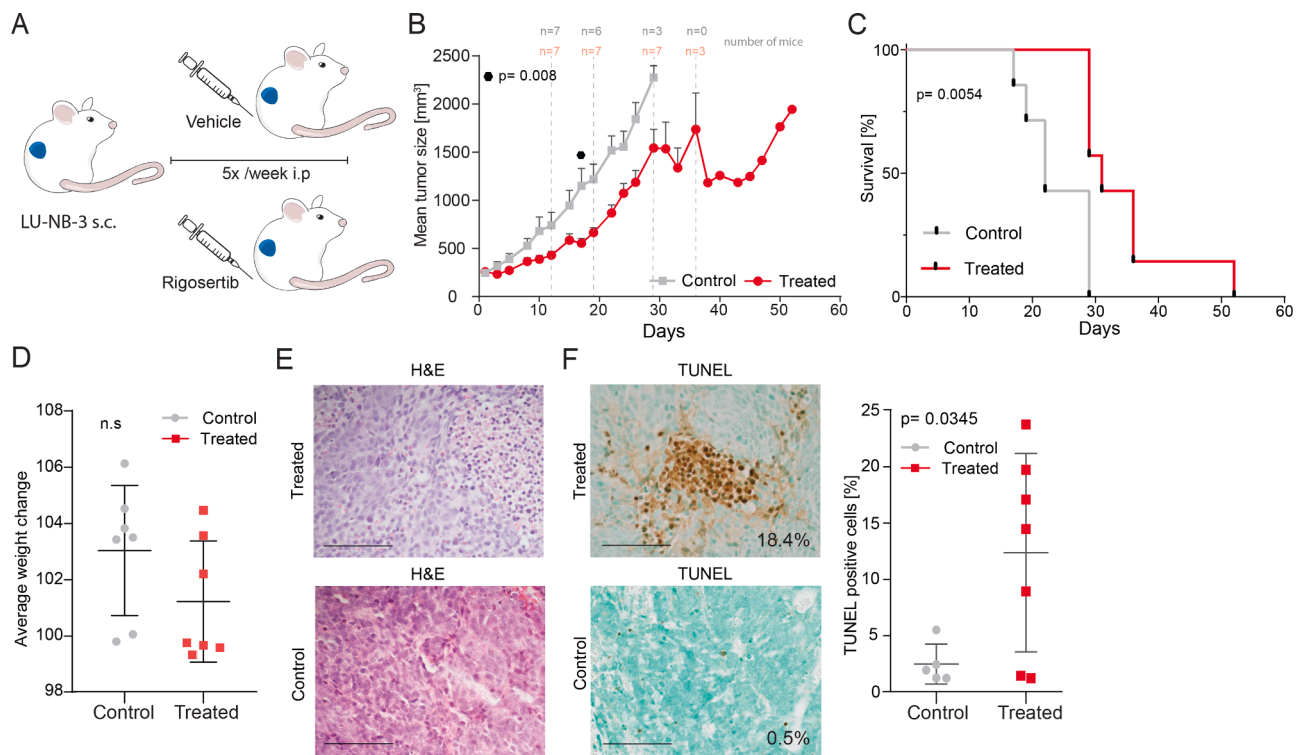 A
Vehicle
5x /week i.p
LU-NB-3 s.c.
Rigosertib
B
n=7 n=6 n=3 n=0 number of mice
n=7 n=7 n=7 n=3
p= 0.008
Mean tumor size [mm³]
2500
2000
1500
1000
500
0
Control Treated
0 10 20 30 40 50 60
Days
C
p= 0.0054
Survival [%]
100
50
0
Control
Treated
0 10 20 30 40 50 60
Days
D
n.s
Control
Treated
Average weight change
108
106
104
102
100
98
Control Treated
E
H&E
Treated
H&E
Control
F
TUNEL
Treated
18.4%
TUNEL
Control
0.5%
p= 0.0345
Control
Treated
TUNEL positive cells [%]
25
20
15
10
5
0
Control Treated